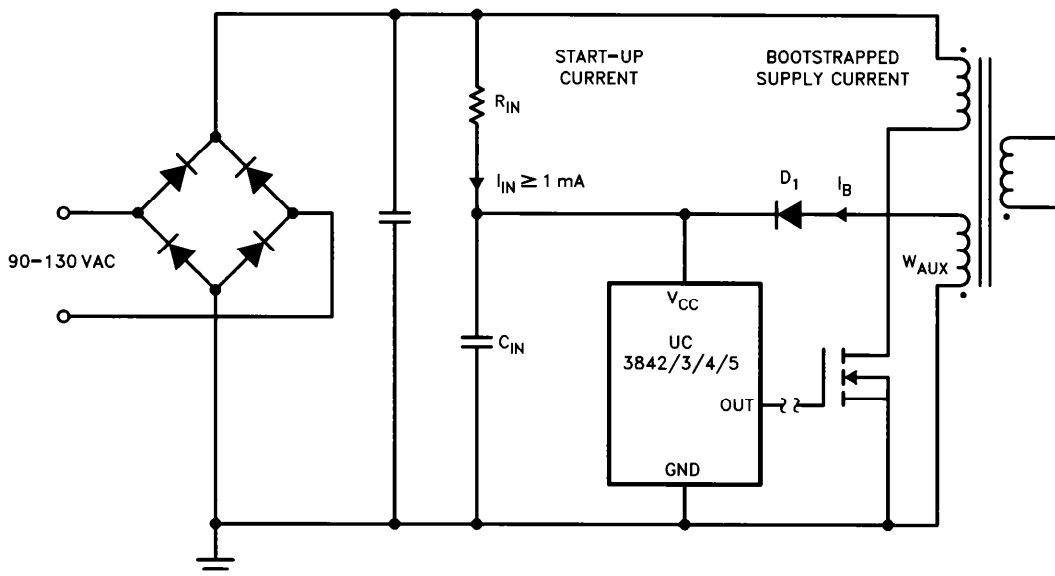 START-UP
CURRENT
BOOTSTRAPPED
SUPPLY CURRENT
R_IN
I_IN ≥ 1 mA
D_1
I_B
90-130 VAC
W_AUX
V_CC
C_IN
UC
3842/3/4/5
OUT
GND